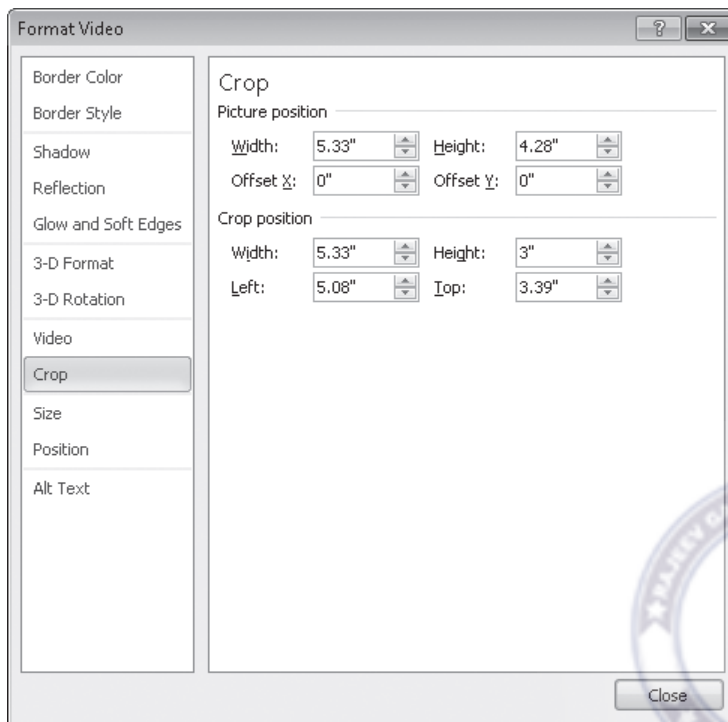 Format Video
Border Color
Border Style
Shadow
Reflection
Glow and Soft Edges
3-D Format
3-D Rotation
Video
Crop
Size
Position
Alt Text
Crop
Picture position
Width: 5.33" Height: 4.28"
Offset X: 0" Offset Y: 0"
Crop position
Width: 5.33" Height: 3"
Left: 5.08" Top: 3.39"
Close
RAJEEV